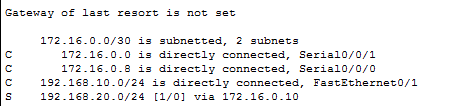 Gateway of last resort is not set
172.16.0.0/30 is subnetted, 2 subnets
C 172.16.0.0 is directly connected, Serial0/0/1
C 172.16.0.8 is directly connected, Serial0/0/0
C 192.168.10.0/24 is directly connected, FastEthernet0/1
S 192.168.20.0/24 [1/0] via 172.16.0.10